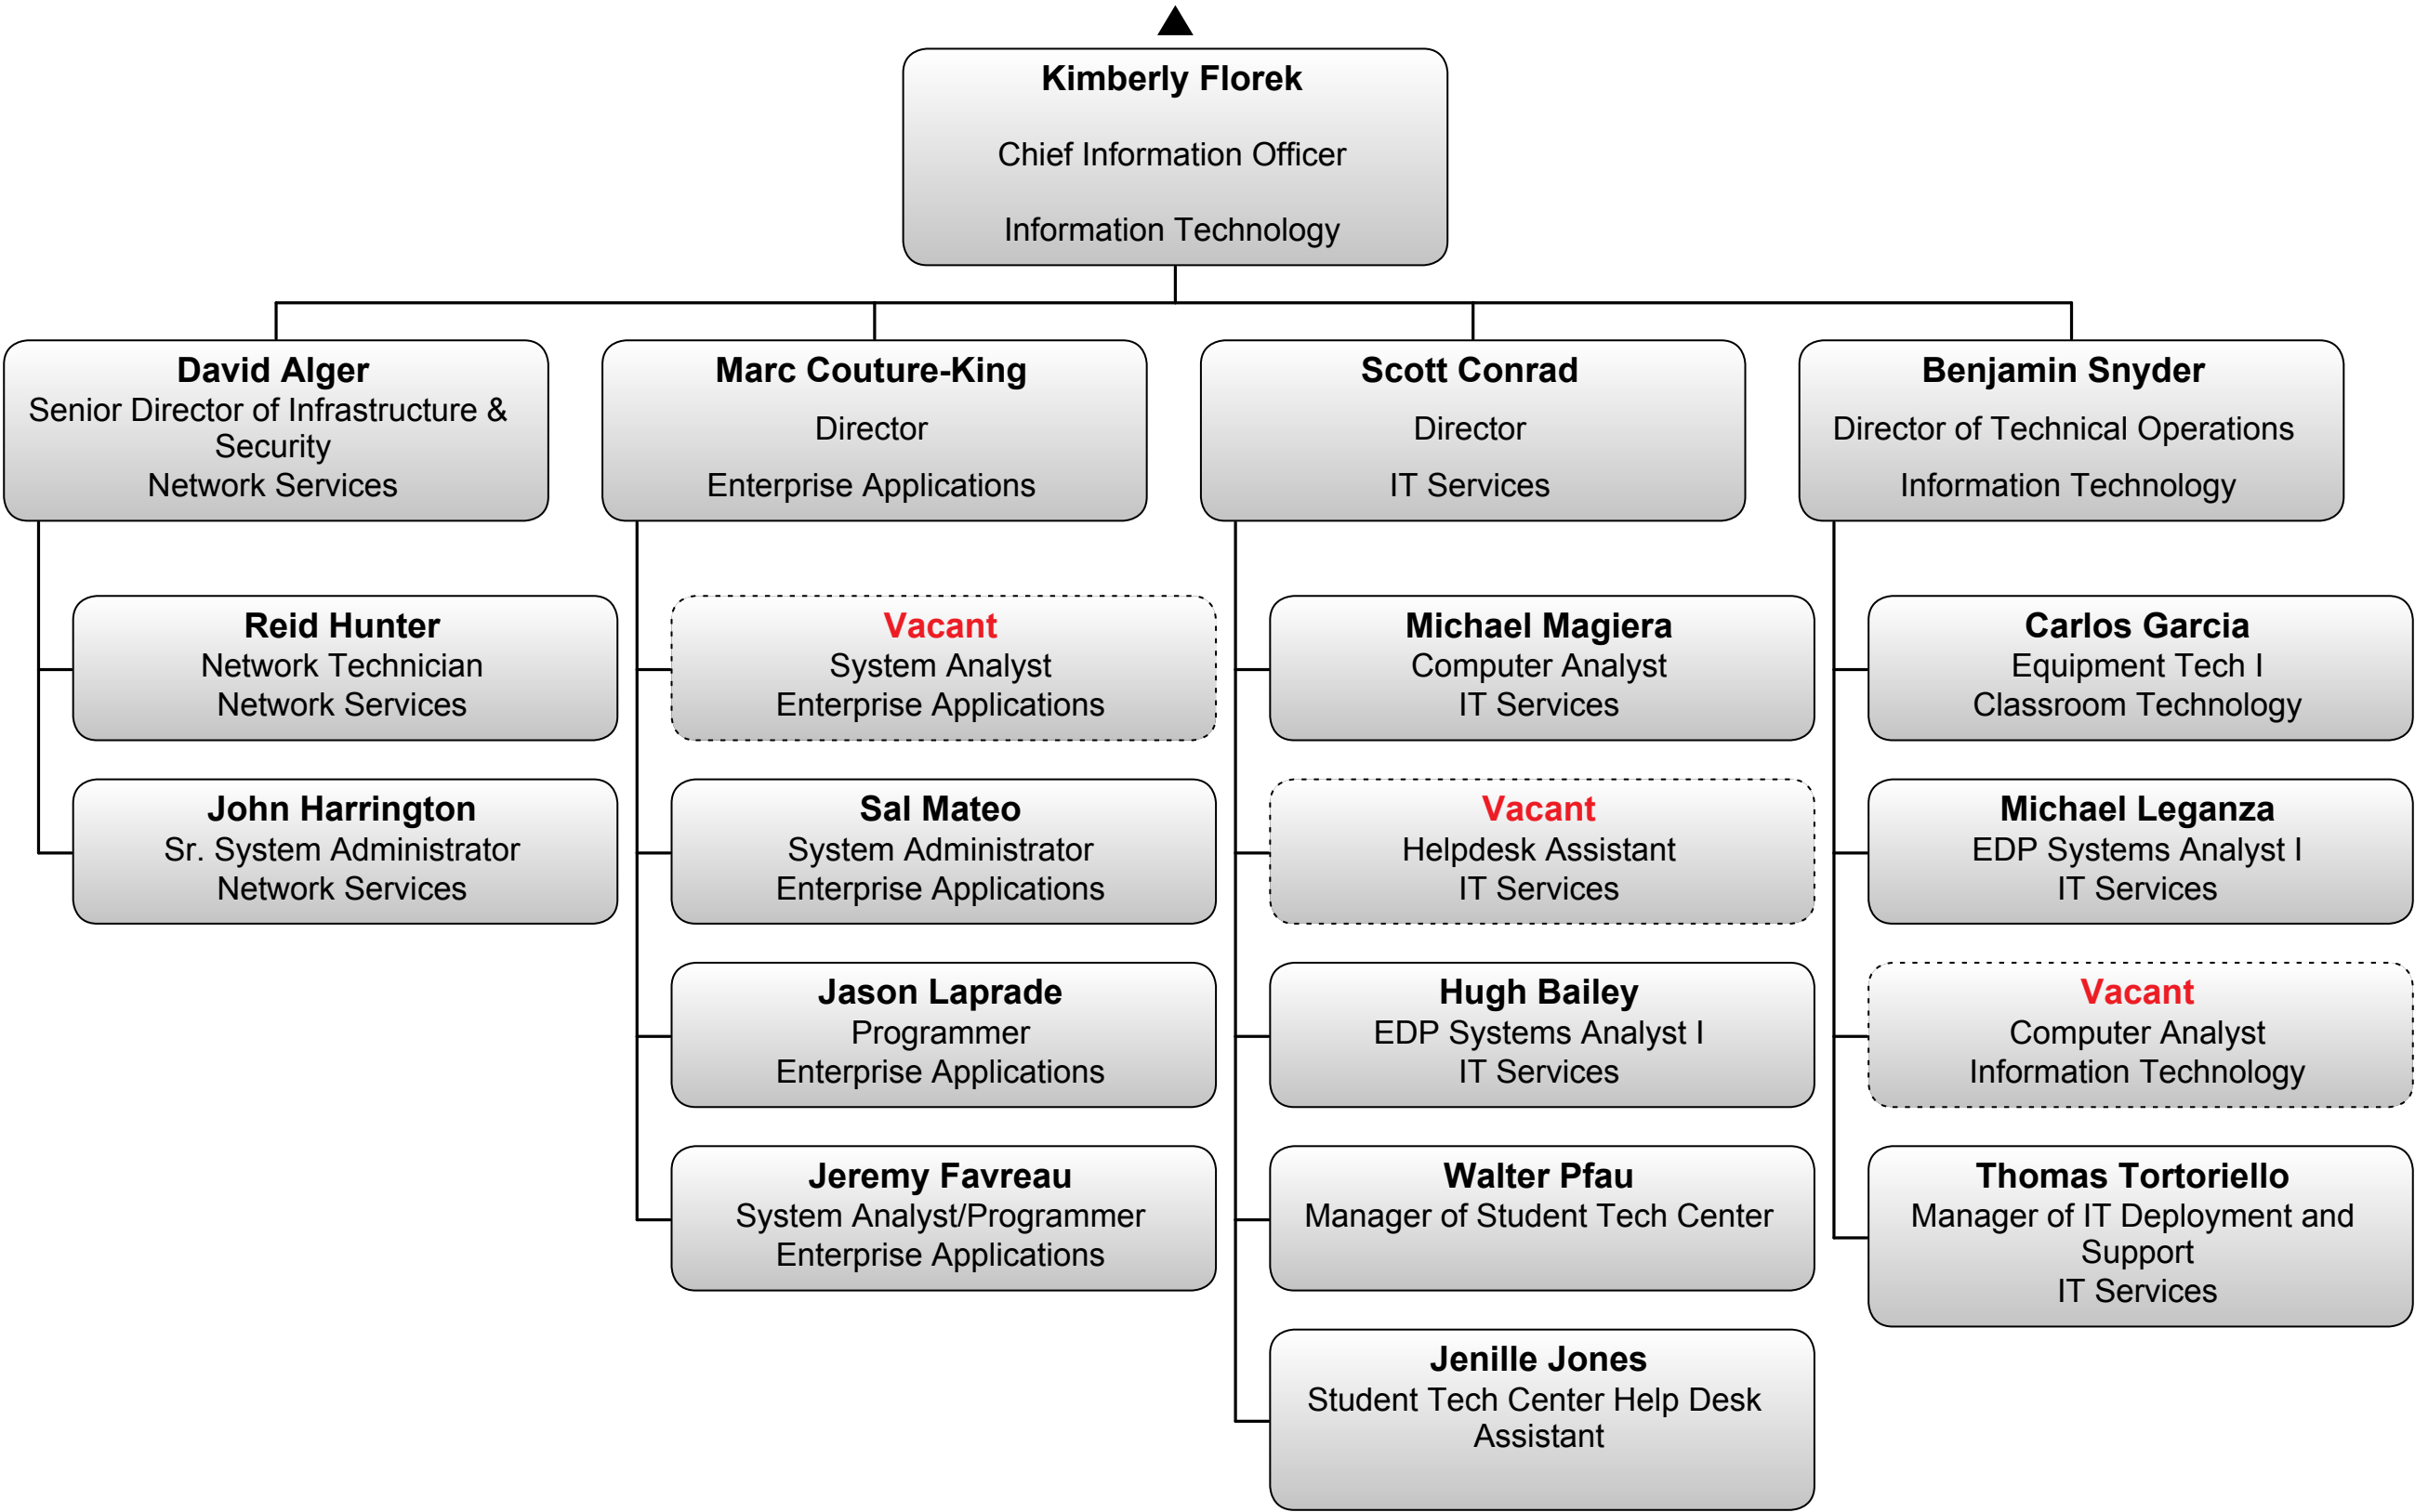 Kimberly Florek
Chief Information Officer
Information Technology
David Alger
Senior Director of Infrastructure &
Security
Network Services
Marc Couture-King
Director
Enterprise Applications
Scott Conrad
Director
IT Services
Benjamin Snyder
Director of Technical Operations
Information Technology
Reid Hunter
Network Technician
Network Services
John Harrington
Sr. System Administrator
Network Services
Vacant
System Analyst
Enterprise Applications
Sal Mateo
System Administrator
Enterprise Applications
Jason Laprade
Programmer
Enterprise Applications
Jeremy Favreau
System Analyst/Programmer
Enterprise Applications
Michael Magiera
Computer Analyst
IT Services
Vacant
Helpdesk Assistant
IT Services
Hugh Bailey
EDP Systems Analyst I
IT Services
Walter Pfau
Manager of Student Tech Center
Jenille Jones
Student Tech Center Help Desk
Assistant
Carlos Garcia
Equipment Tech I
Classroom Technology
Michael Leganza
EDP Systems Analyst I
IT Services
Vacant
Computer Analyst
Information Technology
Thomas Tortoriello
Manager of IT Deployment and
Support
IT Services